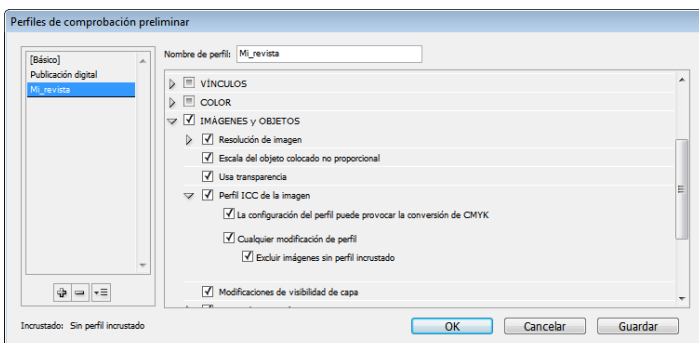 Perfiles de comprobación preliminar
[Básico]
Publicación digital
Mi_revista
Nombre de perfil: Mi_revista
VÍNCULOS
COLOR
IMÁGENES y OBJETOS
Resolución de imagen
Escala del objeto colocado no proporcional
Usa transparencia
Perfil ICC de la imagen
La configuración del perfil puede provocar la conversión de CMYK
Cualquier modificación de perfil
Excluir imágenes sin perfil incrustado
Modificaciones de visibilidad de capa
Incrustado: Sin perfil incrustado
OK Cancelar Guardar